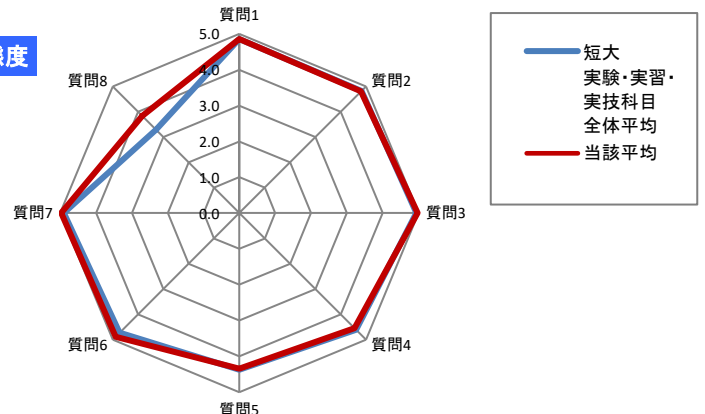 質問1
5.0
度
質問8
4.0
質問2
3.0
2.0
1.0
質問7
0.0
質問3
質問6
質問4
質問5
短大
実験・実習・
実技科目
全体平均
当該平均